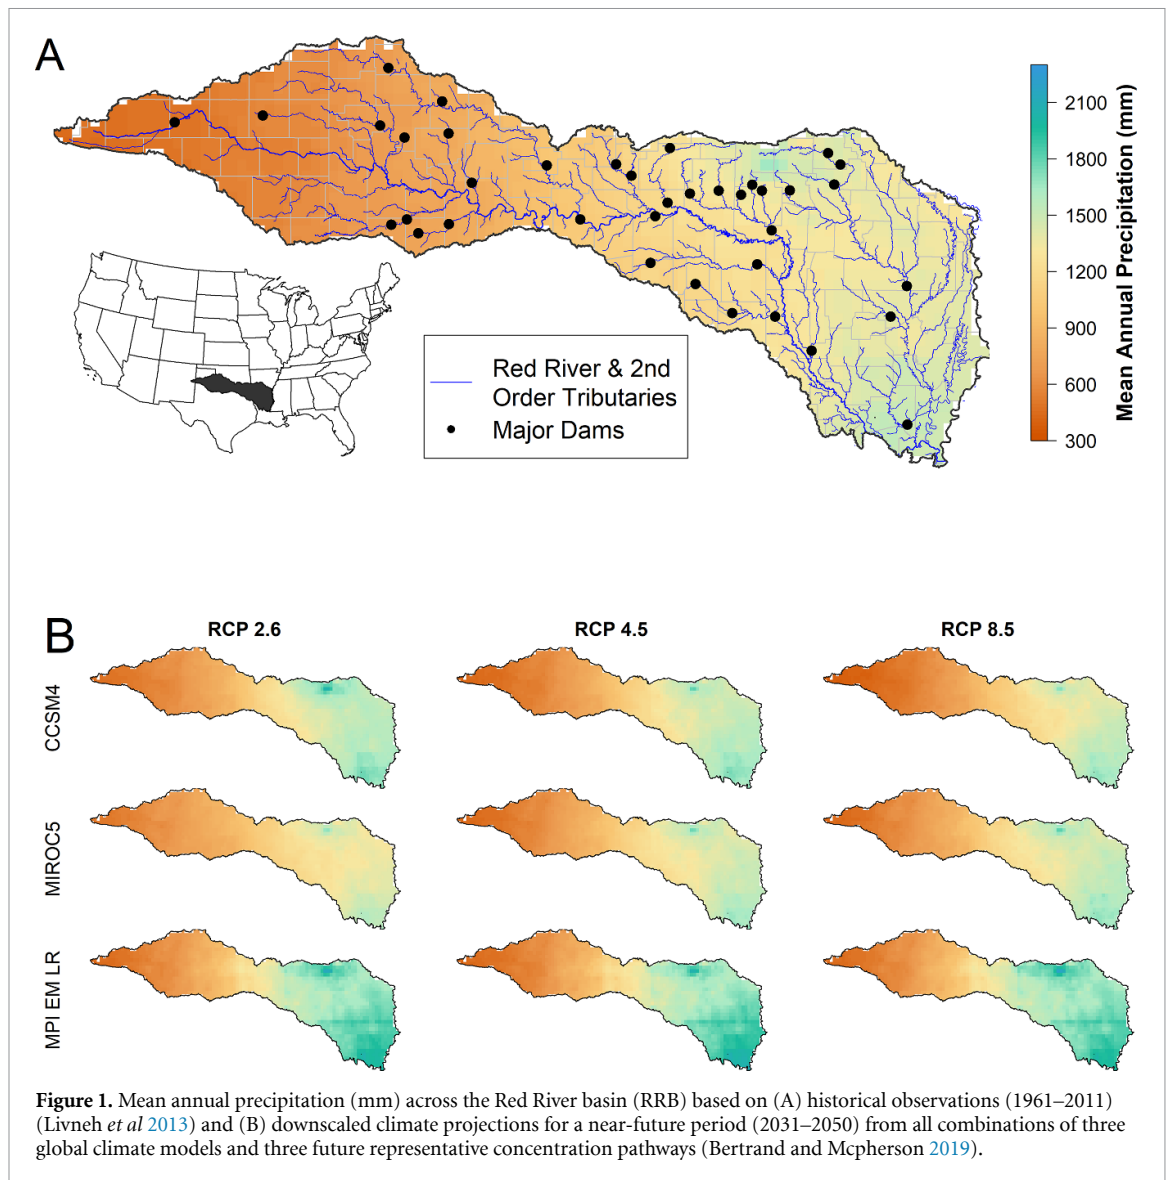 A
Red River & 2nd
Order Tributaries
Major Dams
2100
1800
1500
1200
900
600
300
Mean Annual Precipitation (mm)
B
RCP 2.6
RCP 4.5
RCP 8.5
CCSM4
MIROC5
MPI EM LR
Figure 1. Mean annual precipitation (mm) across the Red River basin (RRB) based on (A) historical observations (1961–2011)
(Livneh et al 2013) and (B) downscaled climate projections for a near-future period (2031–2050) from all combinations of three
global climate models and three future representative concentration pathways (Bertrand and Mcpherson 2019).